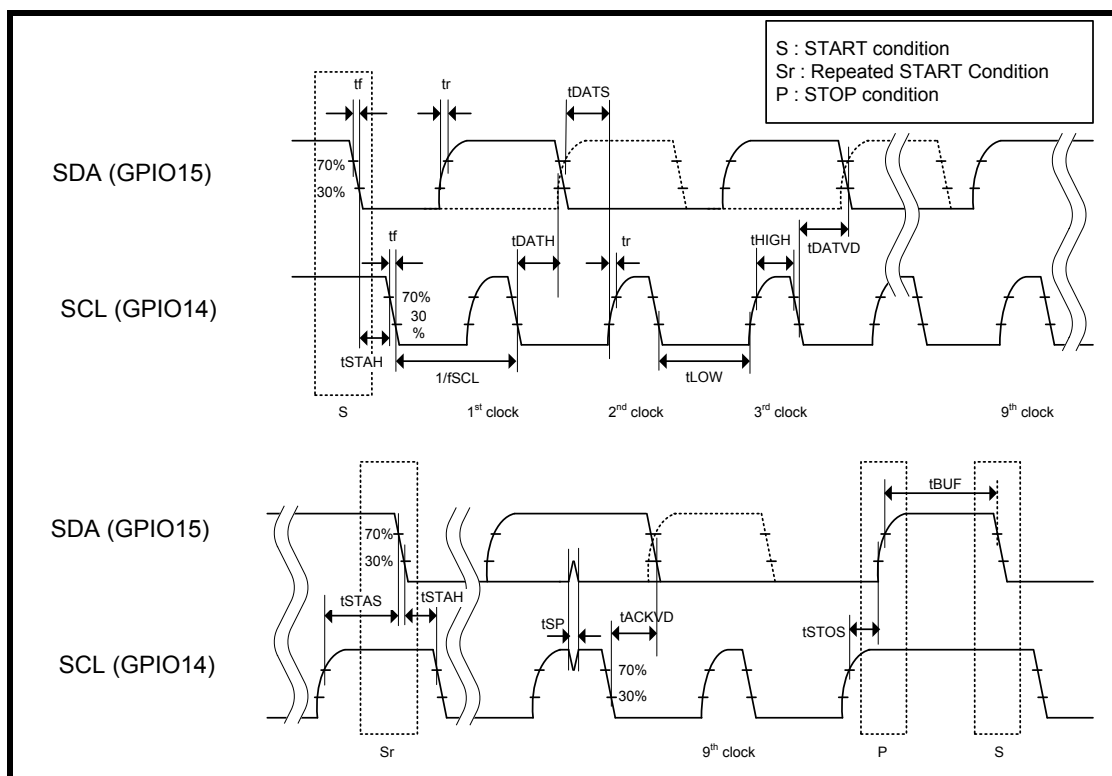 S : START condition
Sr : Repeated START Condition
P : STOP condition
tf
tr
tDATS
SDA (GPIO15)
70%
30%
tf
tDATH
tr
tHIGH
tDATVD
SCL (GPIO14)
70%
30
%
tSTAH
1/fSCL
tLOW
S
1st clock
2nd clock
3rd clock
9th clock
tBUF
SDA (GPIO15)
70%
30%
tSTAS
tSTAH
tSP
tACKVD
tSTOS
SCL (GPIO14)
70%
30%
Sr
9th clock
P
S